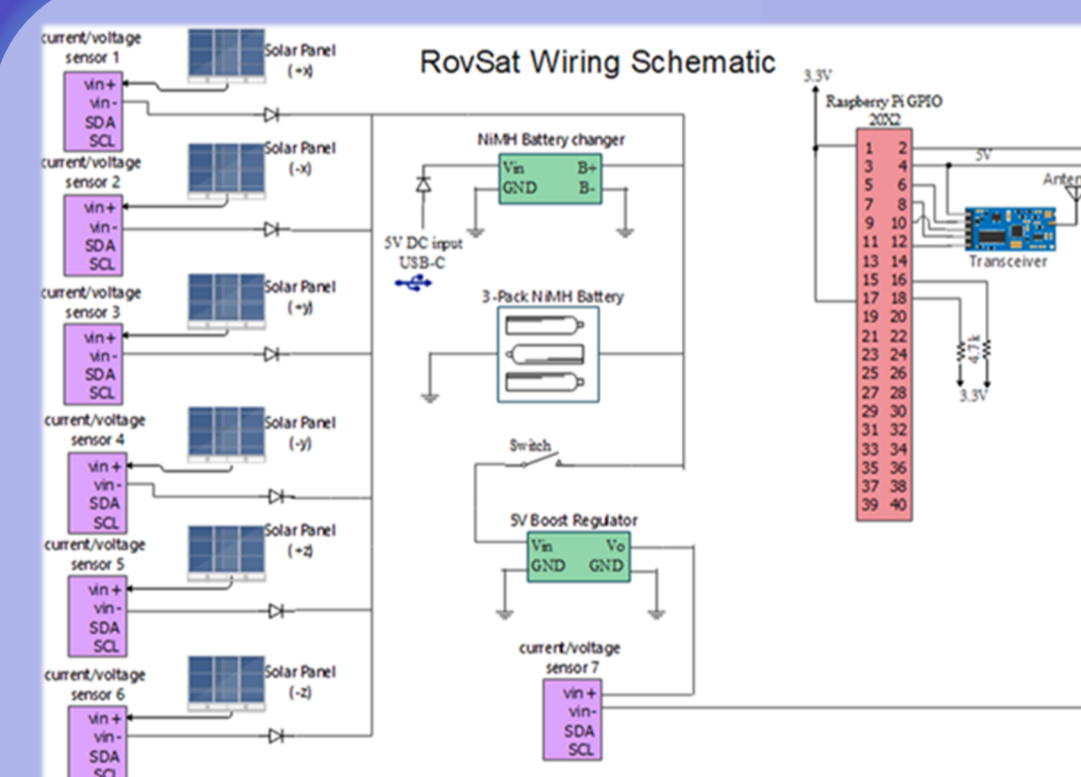 RovSat Wiring Schematic
current/voltage
sensor 1
vin+
vin-
SDA
SCL
Solar Panel
(+x)
current/voltage
sensor 2
vin+
vin-
SDA
SCL
Solar Panel
(-x)
current/voltage
sensor 3
vin+
vin-
SDA
SCL
Solar Panel
(+y)
current/voltage
sensor 4
vin+
vin-
SDA
SCL
Solar Panel
(-y)
current/voltage
sensor 5
vin+
vin-
SDA
SCL
Solar Panel
(+z)
current/voltage
sensor 6
vin+
vin-
SDA
SCL
Solar Panel
(-z)
NiMH Battery changer
Vin B+
GND B-
5V DC input
USB-C
3-Pack NiMH Battery
Switch
5V Boost Regulator
Vin Vo
GND GND
current/voltage
sensor 7
vin+
vin-
SDA
SCL
3.3V
Raspberry Pi GPIO
20X2
1 2
3 4
5 6
7 8
9 10
11 12
13 14
15 16
17 18
19 20
21 22
23 24
25 26
27 28
29 30
31 32
33 34
35 36
37 38
39 40
5V
Anten
Transceiver
4.7k
3.3V